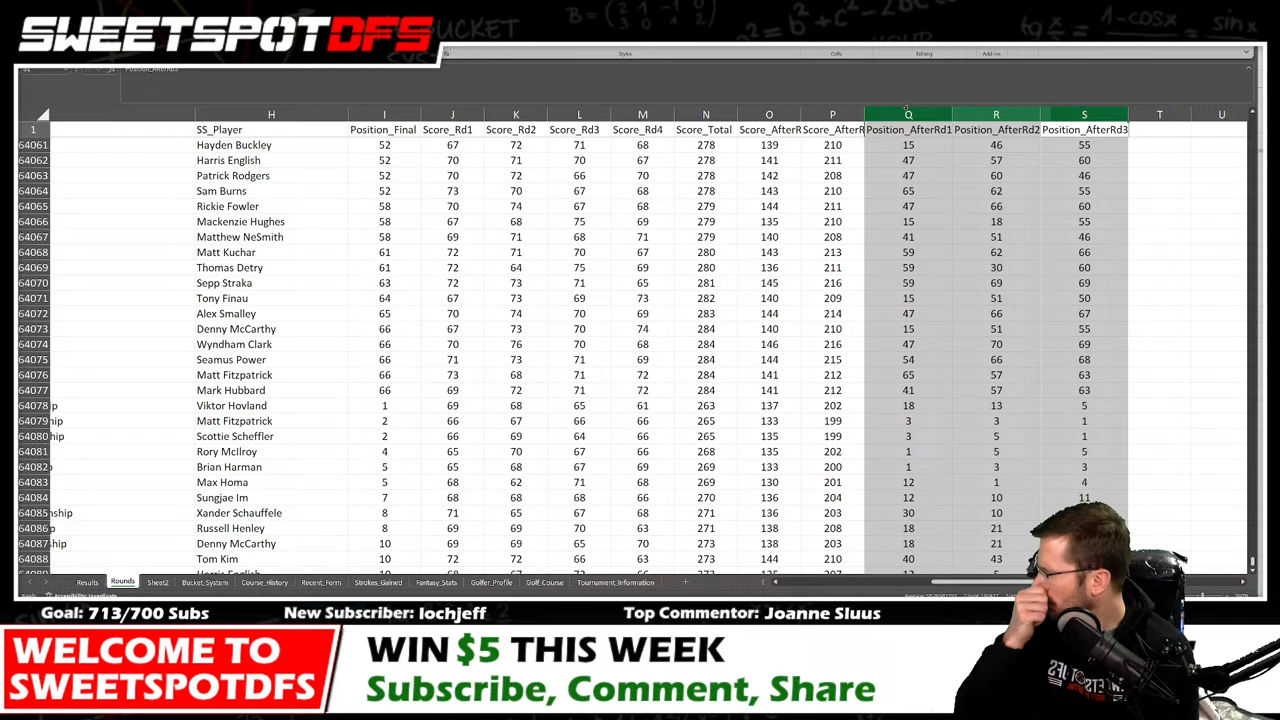 SWEETSPOTDFS
Styles Cells Editing Add-ins
Position_AfterRd3
H I J K L M N O P Q R S T U
1 SS_Player Position_Final Score_Rd1 Score_Rd2 Score_Rd3 Score_Rd4 Score_Total Score_AfterR Score_AfterR Position_AfterRd1 Position_AfterRd2 Position_AfterRd3
64061 Hayden Buckley 52 67 72 71 68 278 139 210 15 46 55
64062 Harris English 52 70 71 70 67 278 141 211 47 57 60
64063 Patrick Rodgers 52 70 72 66 70 278 142 208 47 60 46
64064 Sam Burns 52 73 70 67 68 278 143 210 65 62 55
64065 Rickie Fowler 58 70 74 67 68 279 144 211 47 66 60
64066 Mackenzie Hughes 58 67 68 75 69 279 135 210 15 18 55
64067 Matthew NeSmith 58 69 71 68 71 279 140 208 41 51 46
64068 Matt Kuchar 61 72 71 70 67 280 143 213 59 62 66
64069 Thomas Detry 61 72 64 75 69 280 136 211 59 30 60
64070 Sepp Straka 63 72 73 71 65 281 145 216 59 69 69
64071 Tony Finau 64 67 73 69 73 282 140 209 15 51 50
64072 Alex Smalley 65 70 74 70 69 283 144 214 47 66 67
64073 Denny McCarthy 66 67 73 70 74 284 140 210 15 51 55
64074 Wyndham Clark 66 70 76 70 68 284 146 216 47 70 69
64075 Seamus Power 66 71 73 71 69 284 144 215 54 66 68
64076 Matt Fitzpatrick 66 73 68 71 72 284 141 212 65 57 63
64077 Mark Hubbard 66 69 72 71 72 284 141 212 41 57 63
64078 ip Viktor Hovland 1 69 68 65 61 263 137 202 18 13 5
64079 hip Matt Fitzpatrick 2 66 67 66 66 265 133 199 3 3 1
64080 hip Scottie Scheffler 2 66 69 64 66 265 135 199 3 5 1
64081 Rory McIlroy 4 65 70 67 66 268 135 202 1 5 5
64082 Brian Harman 5 65 68 67 69 269 133 200 1 3 3
64083 Max Homa 5 68 62 71 68 269 130 201 12 1 4
64084 Sungjae Im 7 68 68 68 66 270 136 204 12 10 11
64085 nship Xander Schauffele 8 71 65 67 68 271 136 203 30 10
64086 Russell Henley 8 69 69 70 63 271 138 208 18 21
64087 hip Denny McCarthy 10 69 69 65 70 273 138 203 18 21
64088 Tom Kim 10 72 72 66 63 273 144 210 40 43
Results Rounds Sheet2 Bucket_System Course_History Recent_Form Strokes_Gained Fantasy_Stats Golfer_Profile Golf_Course Tournament_Information
Goal: 713/700 Subs New Subscriber: lochjeff Top Commentor: Joanne Sluus
WELCOME TO
SWEETSPOTDFS
WIN $5 THIS WEEK
Subscribe, Comment, Share